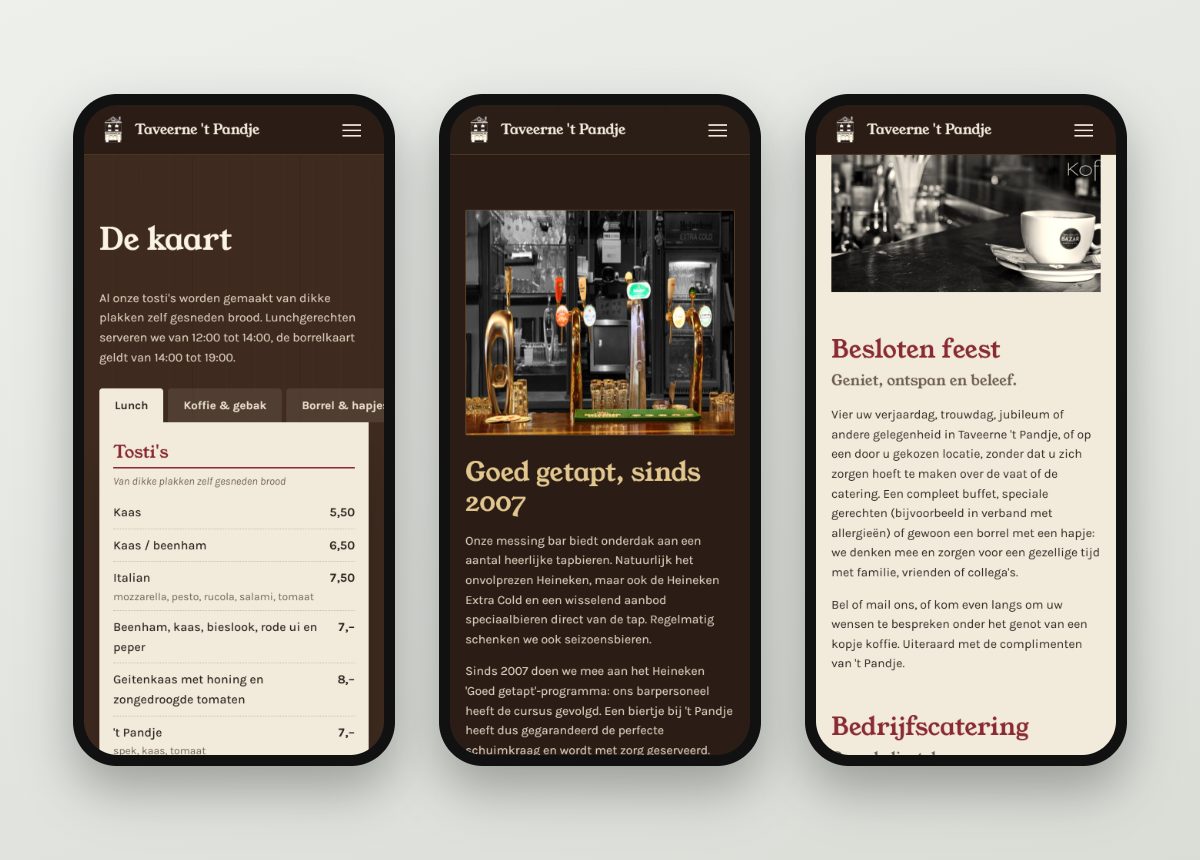 Taveerne 't Pandje
De kaart
Al onze tosti's worden gemaakt van dikke
plakken zelf gesneden brood. Lunchgerechten
serveren we van 12:00 tot 14:00, de borrelkaart
geldt van 14:00 tot 19:00.
Lunch
Koffie & gebak
Borrel & hapjes
Tosti's
Van dikke plakken zelf gesneden brood
Kaas 5,50
Kaas / beenham 6,50
Italian 7,50
mozzarella, pesto, rucola, salami, tomaat
Beenham, kaas, bieslook, rode ui en 7,–
peper
Geitenkaas met honing en 8,–
zongedroogde tomaten
't Pandje 7,–
spek, kaas, tomaat
Taveerne 't Pandje
EXTRA COLD
Goed getapt, sinds
2007
Onze messing bar biedt onderdak aan een
aantal heerlijke tapbieren. Natuurlijk het
onvolprezen Heineken, maar ook de Heineken
Extra Cold en een wisselend aanbod
speciaalbieren direct van de tap. Regelmatig
schenken we ook seizoensbieren.
Sinds 2007 doen we mee aan het Heineken
'Goed getapt'-programma: ons barpersoneel
heeft de cursus gevolgd. Een biertje bij 't Pandje
heeft dus gegarandeerd de perfecte
schuimkraag en wordt met zorg geserveerd.
Taveerne 't Pandje
Kof
BAZAR
Besloten feest
Geniet, ontspan en beleef.
Vier uw verjaardag, trouwdag, jubileum of
andere gelegenheid in Taveerne 't Pandje, of op
een door u gekozen locatie, zonder dat u zich
zorgen hoeft te maken over de vaat of de
catering. Een compleet buffet, speciale
gerechten (bijvoorbeeld in verband met
allergieën) of gewoon een borrel met een hapje:
we denken mee en zorgen voor een gezellige tijd
met familie, vrienden of collega's.
Bel of mail ons, of kom even langs om uw
wensen te bespreken onder het genot van een
kopje koffie. Uiteraard met de complimenten
van 't Pandje.
Bedrijfscatering